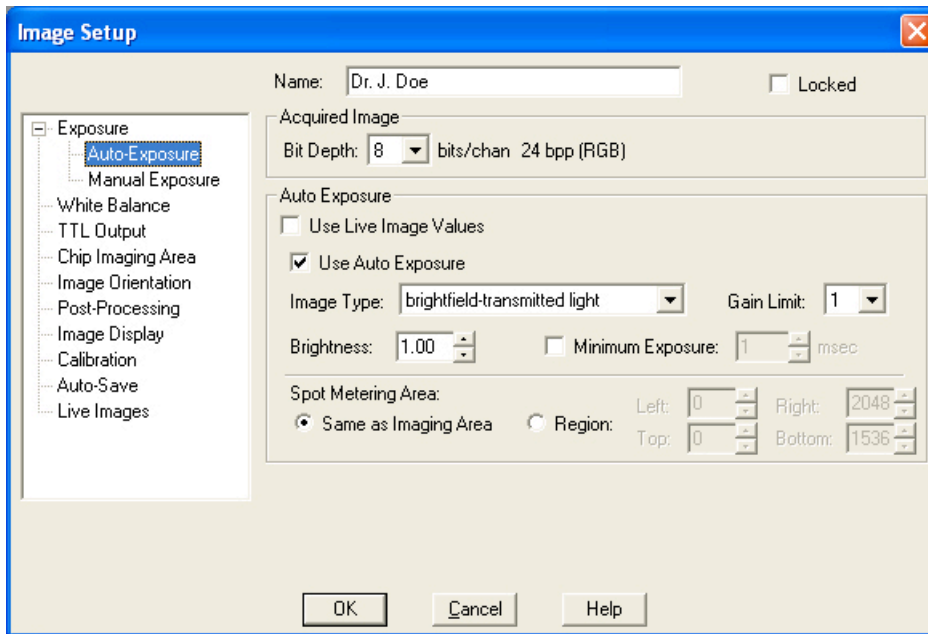 Image Setup
Name: Dr. J. Doe
Locked
Exposure
Auto-Exposure
Manual Exposure
White Balance
TTL Output
Chip Imaging Area
Image Orientation
Post-Processing
Image Display
Calibration
Auto-Save
Live Images
Acquired Image
Bit Depth: 8 bits/chan 24 bpp (RGB)
Auto Exposure
Use Live Image Values
Use Auto Exposure
Image Type: brightfield-transmitted light Gain Limit: 1
Brightness: 1.00 Minimum Exposure: 1 msec
Spot Metering Area:
Same as Imaging Area Region:
Left: 0 Right: 2048
Top: 0 Bottom: 1536
OK Cancel Help